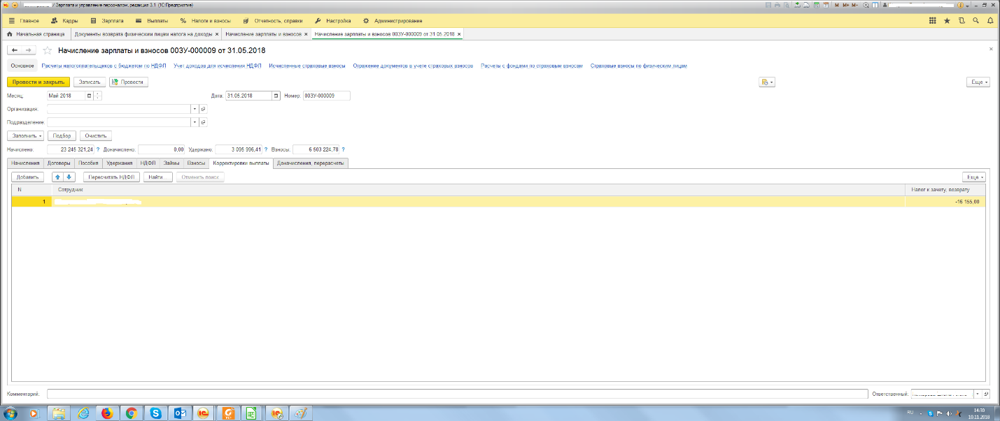 / Зарплата и управление персоналом, редакция 3.1 (1С:Предприятие)
M M+ M-
Главное Кадры Зарплата Выплаты Налоги и взносы Отчетность, справки Настройка Администрирование
Начальная страница Документы возврата физическим лицам налога на доходы × Начисление зарплаты и взносов × Начисление зарплаты и взносов 00ЗУ-000009 от 31.05.2018 ×
Начисление зарплаты и взносов 00ЗУ-000009 от 31.05.2018
Основное Расчеты налогоплательщиков с бюджетом по НДФЛ Учет доходов для исчисления НДФЛ Исчисленные страховые взносы Отражение документов в учете страховых взносов Расчеты с фондами по страховым взносам Страховые взносы по физическим лицам
Провести и закрыть Записать Провести Еще
Месяц: Май 2018 Дата: 31.05.2018 Номер: 00ЗУ-000009
Организация:
Подразделение:
Заполнить Подбор Очистить
Начислено: 23 245 321,24 ? Доначислено: 0,00 Удержано: 3 095 996,41 ? Взносы: 6 503 224,78 ?
Начисления Договоры Пособия Удержания НДФЛ Займы Взносы Корректировки выплаты Доначисления, перерасчеты
Добавить Пересчитать НДФЛ Найти... Отменить поиск Еще
N Сотрудник Налог к зачету, возврату
1 -16 155,00
Комментарий: Ответственный:
RU 14:30
10.11.2018